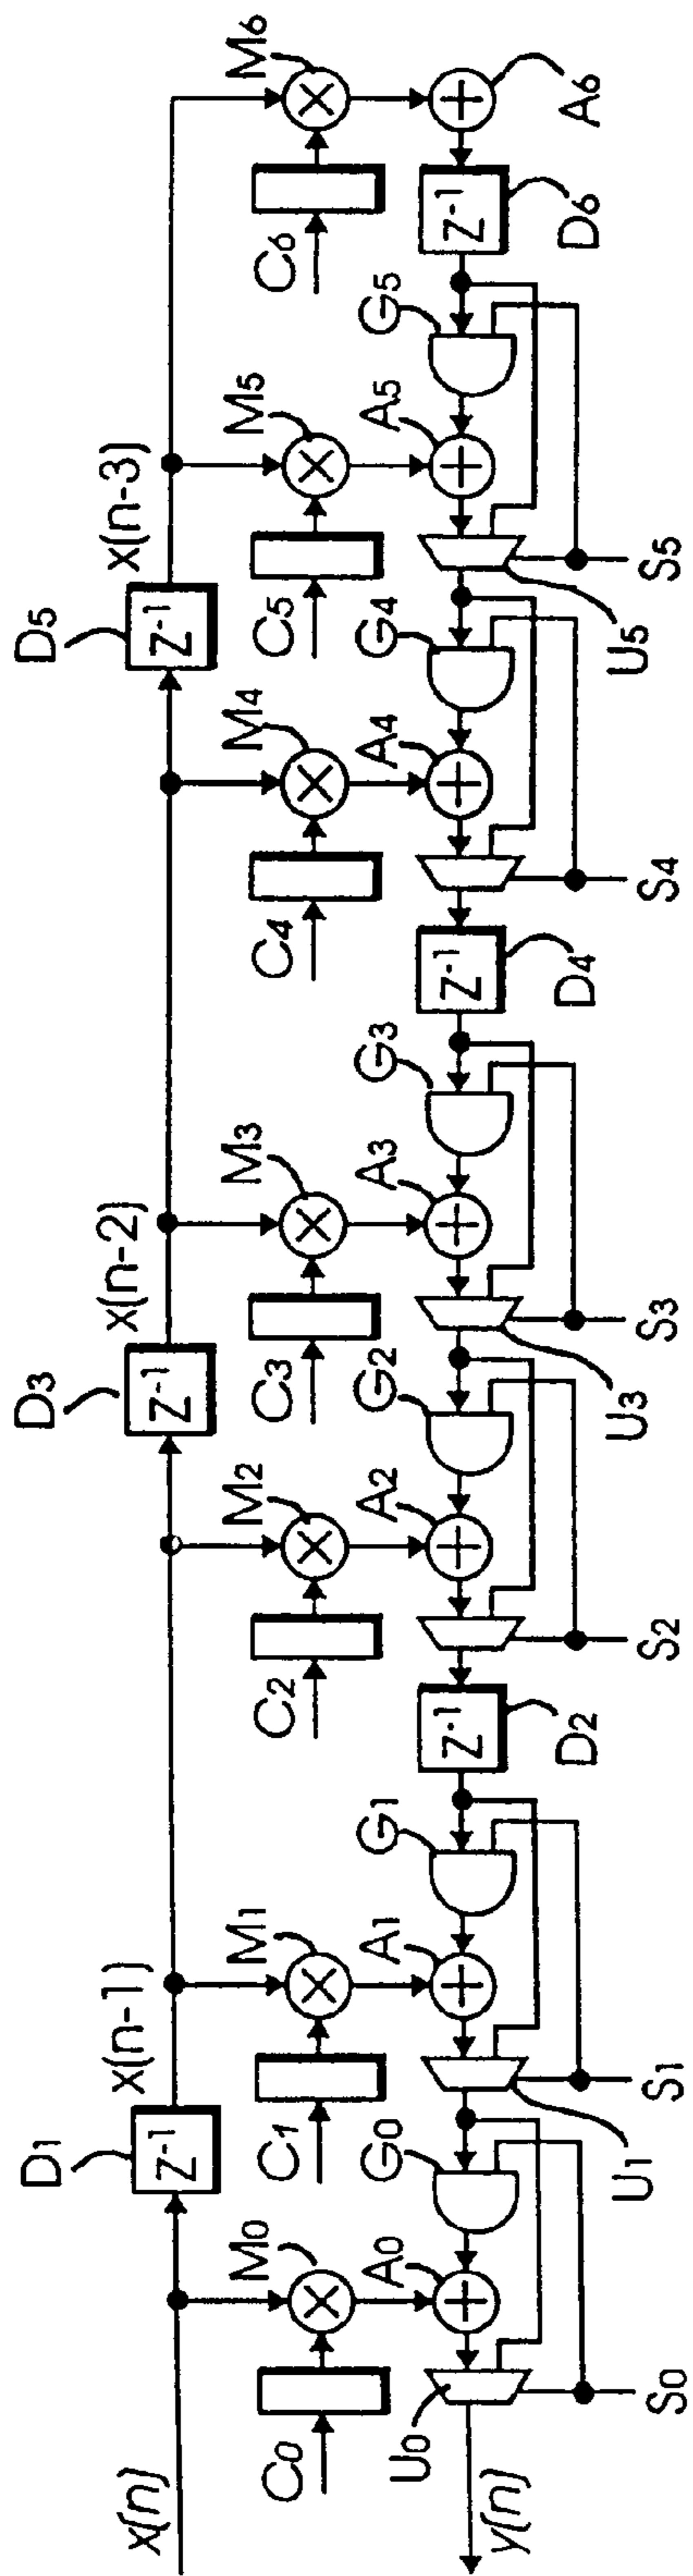 x(n)
D1
Z-1
x(n-1)
D3
Z-1
x(n-2)
D5
Z-1
x(n-3)
M0
M1
M2
M3
M4
M5
M6
C0
C1
C2
C3
C4
C5
C6
A0
G0
A1
G1
A2
G2
A3
G3
A4
G4
A5
G5
y(n)
U0
Z-1
Z-1
Z-1
S0
U1
S1
D2
S2
U3
S3
D4
S4
U5
S5
D6
A6